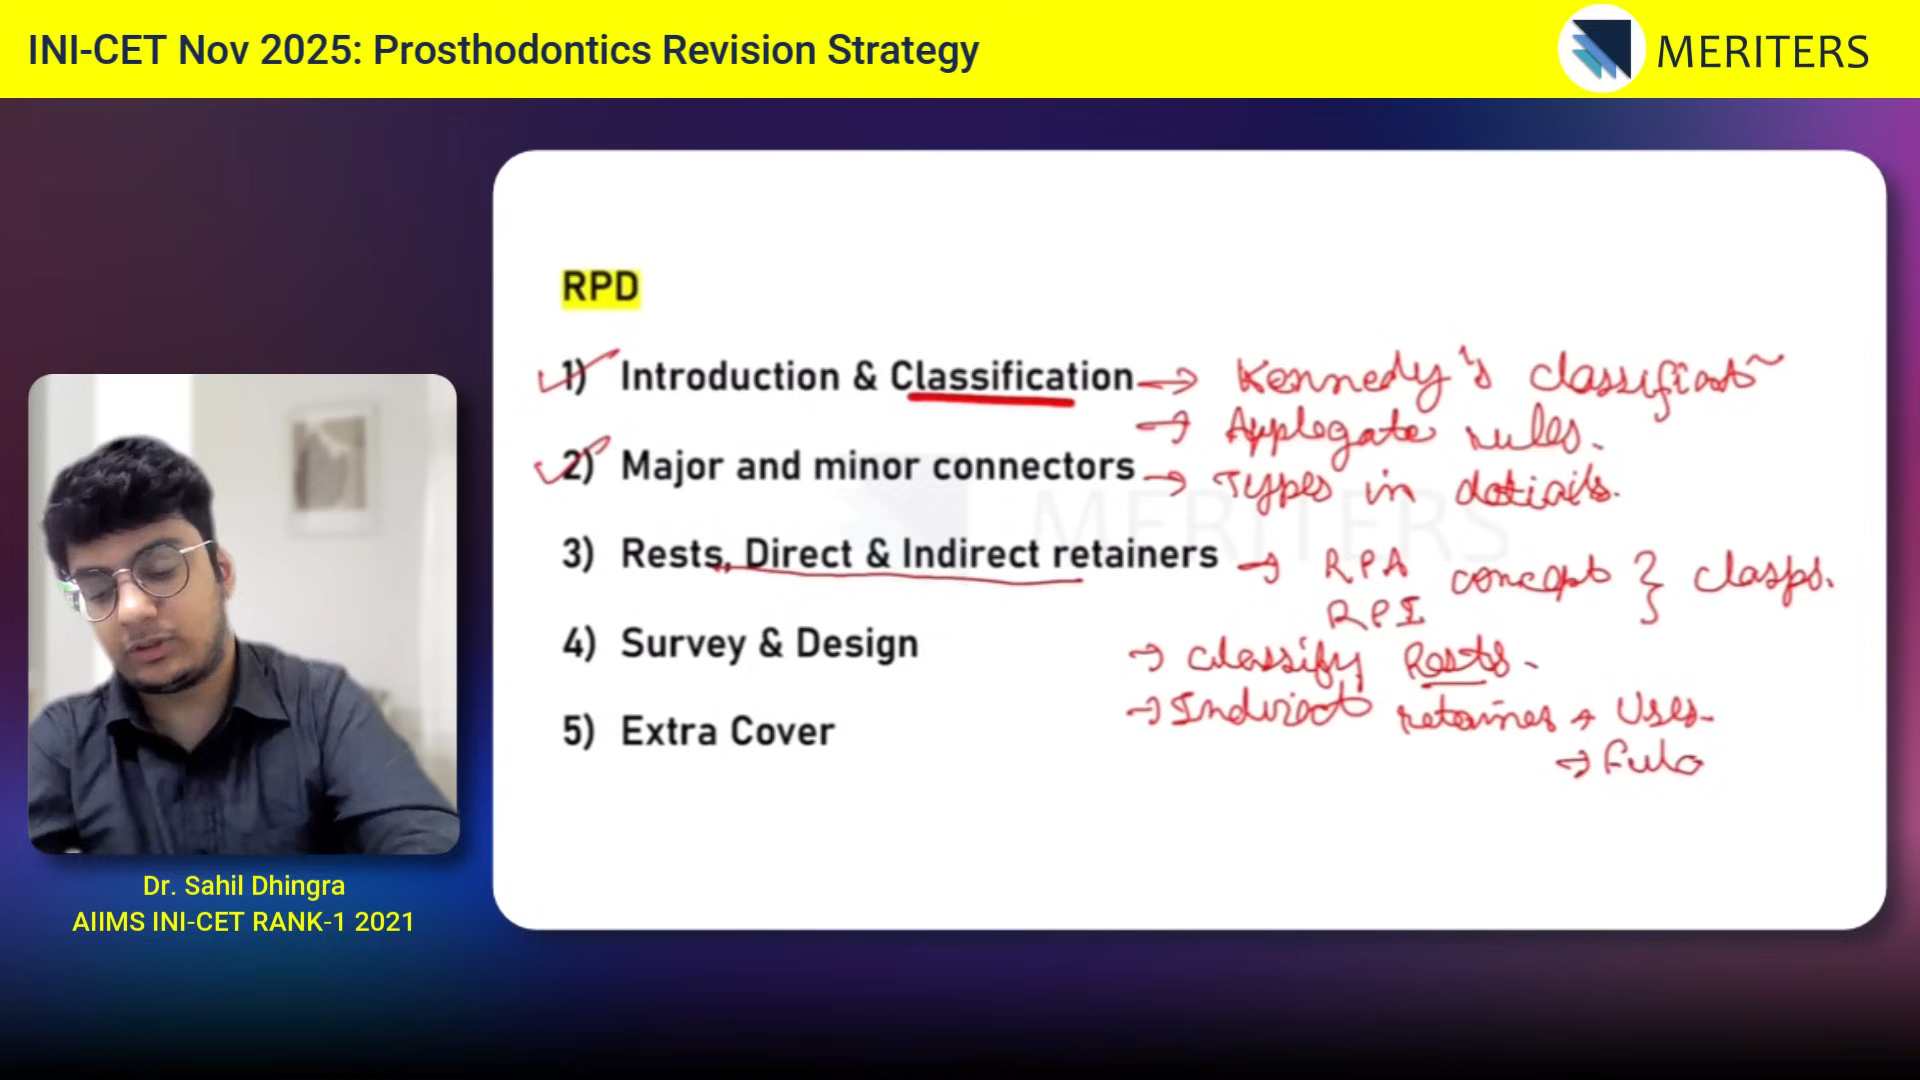 INI-CET Nov 2025: Prosthodontics Revision Strategy
MERITERS
RPD
1) Introduction & Classification → Kennedy's classificat~
→ Applegate rules.
2) Major and minor connectors → Types in details.
MERITERS
3) Rests, Direct & Indirect retainers → RPA concept } clasps.
RPI
4) Survey & Design
→ classify Rests.
→ Indirect retaines → Uses.
5) Extra Cover
→ Fulc
Dr. Sahil Dhingra
AIIMS INI-CET RANK-1 2021